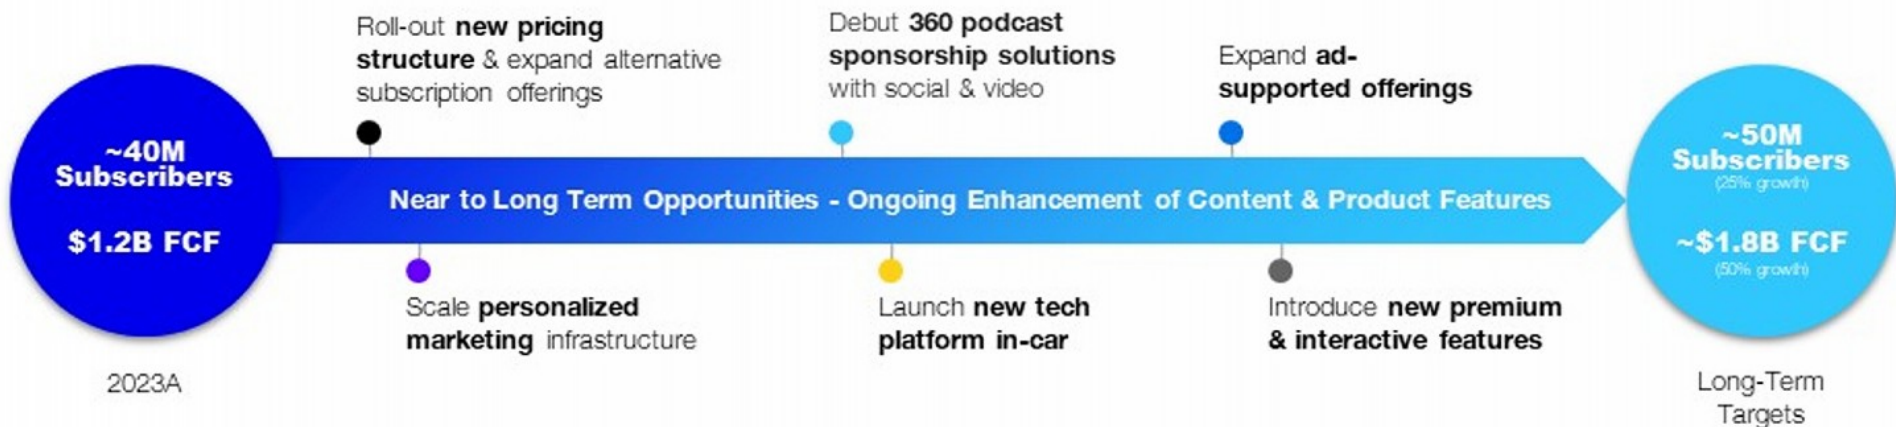 Roll-out new pricing
structure & expand alternative
subscription offerings
Debut 360 podcast
sponsorship solutions
with social & video
Expand ad-
supported offerings
~40M
Subscribers
$1.2B FCF
Near to Long Term Opportunities - Ongoing Enhancement of Content & Product Features
~50M
Subscribers
(25% growth)
~$1.8B FCF
(50% growth)
Scale personalized
marketing infrastructure
Launch new tech
platform in-car
Introduce new premium
& interactive features
2023A
Long-Term
Targets